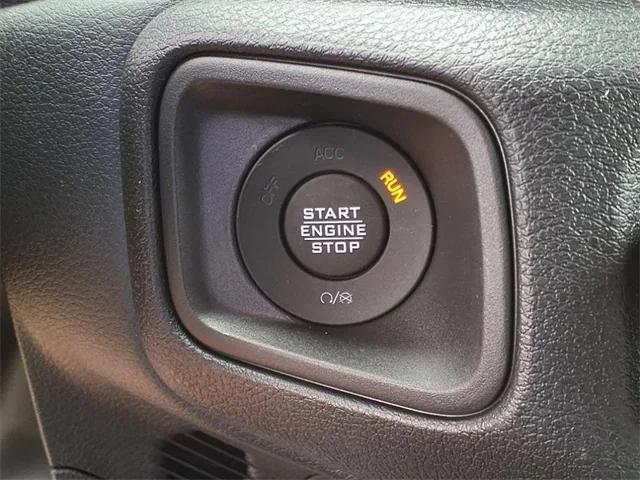 ACC
OFF
RUN
START
ENGINE
STOP